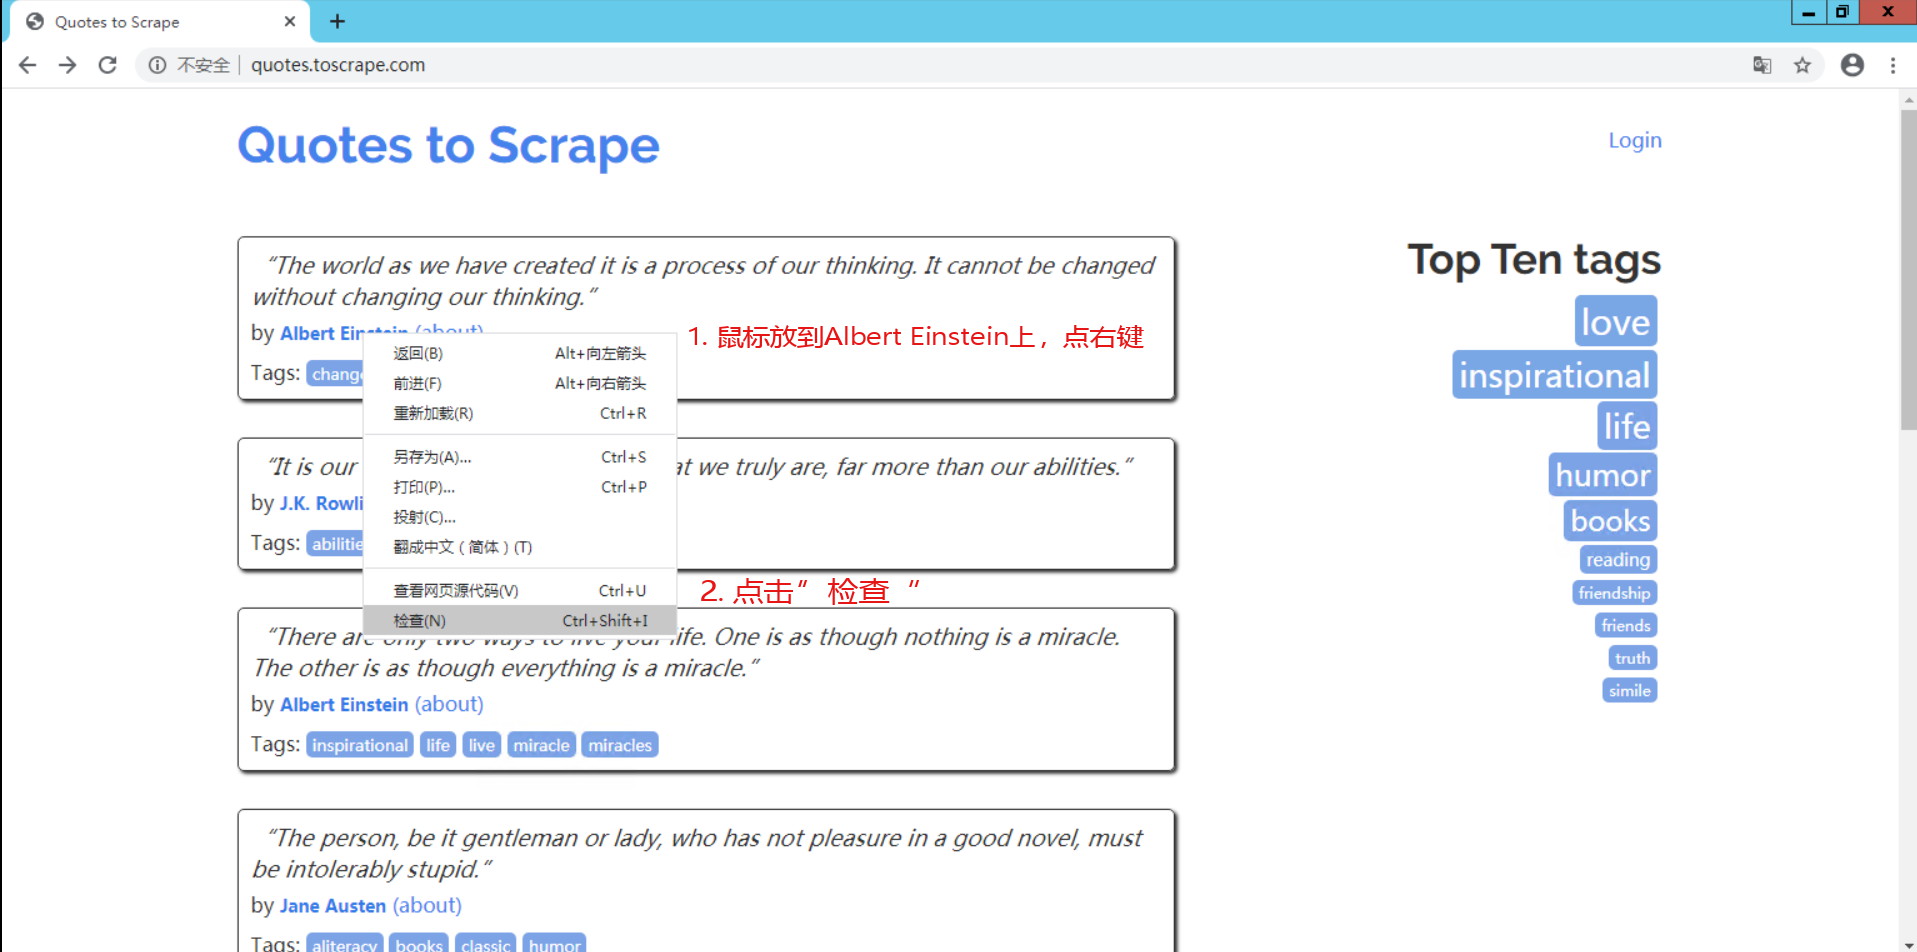 Quotes to Scrape
不安全 quotes.toscrape.com
Quotes to Scrape
Login
“The world as we have created it is a process of our thinking. It cannot be changed
without changing our thinking.”
by Albert Einstein (about)
1. 鼠标放到Albert Einstein上，点右键
Tags: change
返回(B) Alt+向左箭头
前进(F) Alt+向右箭头
重新加载(R) Ctrl+R
另存为(A)... Ctrl+S
打印(P)... Ctrl+P
投射(C)...
翻成中文（简体）(T)
查看网页源代码(V) Ctrl+U
检查(N) Ctrl+Shift+I
2. 点击”检查“
“It is our at we truly are, far more than our abilities.”
by J.K. Rowli
Tags: abilitie
“There are only two ways to live your life. One is as though nothing is a miracle.
The other is as though everything is a miracle.”
by Albert Einstein (about)
Tags: inspirational life live miracle miracles
“The person, be it gentleman or lady, who has not pleasure in a good novel, must
be intolerably stupid.”
by Jane Austen (about)
Tags: aliteracy books classic humor
Top Ten tags
love
inspirational
life
humor
books
reading
friendship
friends
truth
simile